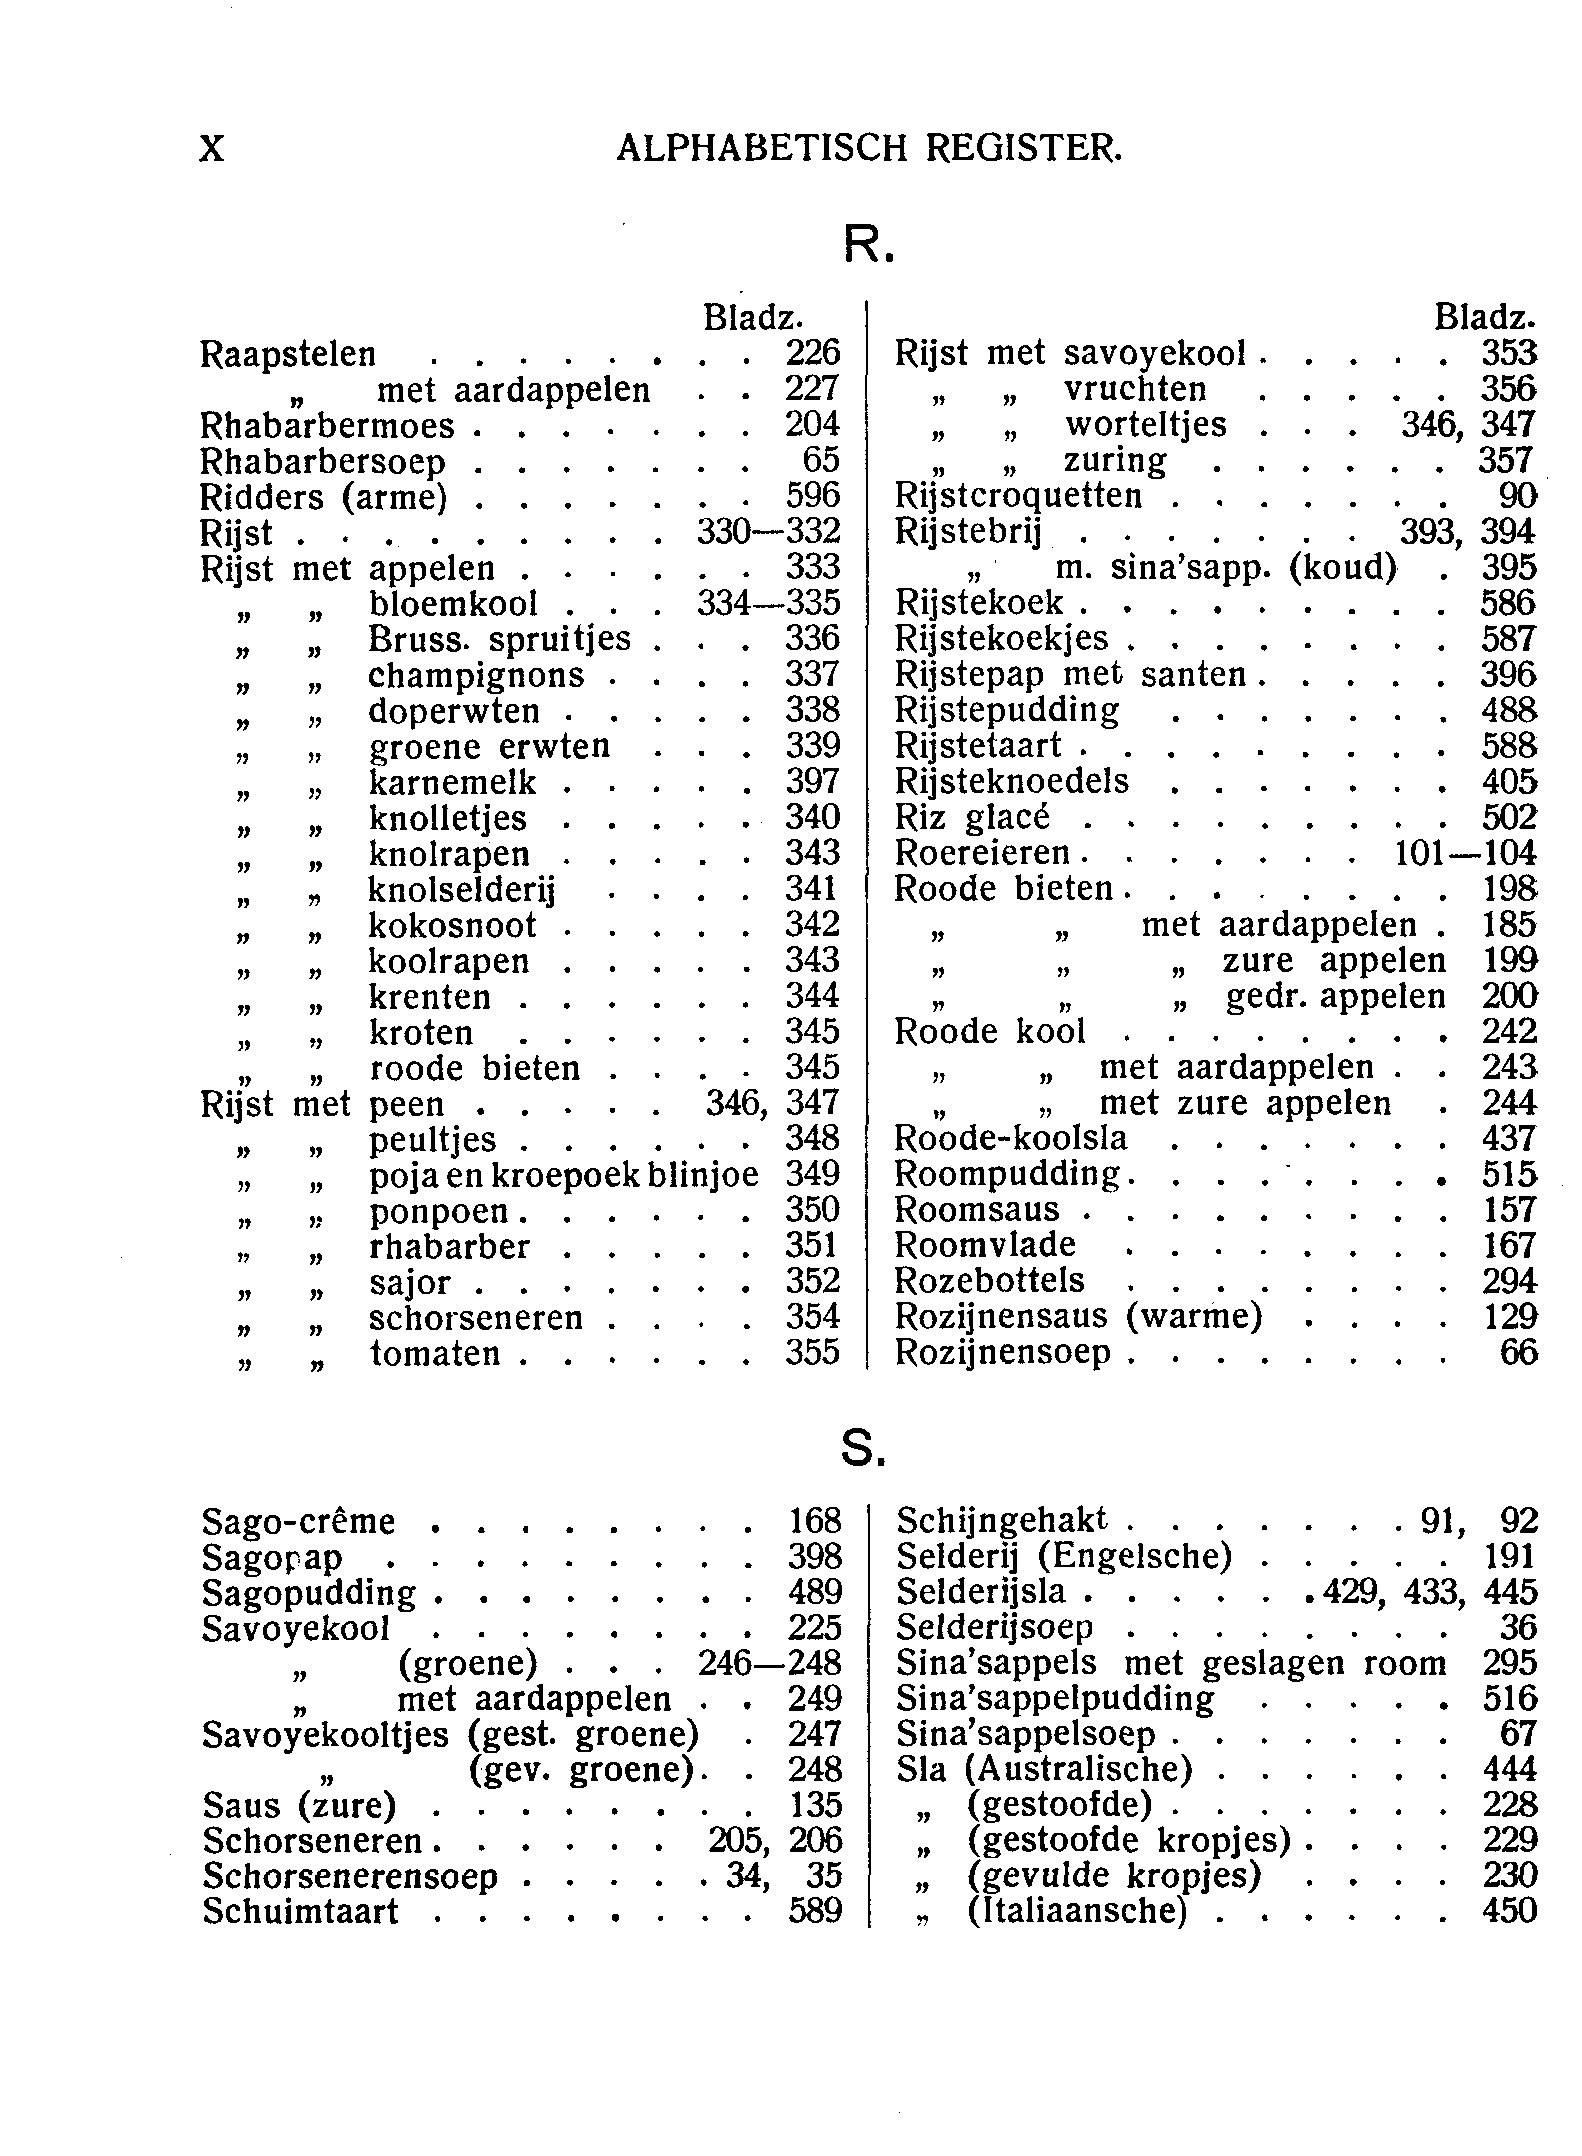 X ALPHABETISCH REGISTER.
R.
Bladz.
Raapstelen . . . . . . . . 226
„ met aardappelen . . 227
Rhabarbermoes . . . . . . . 204
Rhabarbersoep . . . . . . . 65
Ridders (arme) . . . . . . . 596
Rijst . . . . . . . . . 330—332
Rijst met appelen . . . . . . 333
„ „ bloemkool . . . 334—335
„ „ Bruss. spruitjes . . . 336
„ „ champignons . . . . 337
„ „ doperwten . . . . . 338
„ „ groene erwten . . . 339
„ „ karnemelk . . . . . 397
„ „ knolletjes . . . . . 340
„ „ knolrapen . . . . . 343
„ „ knolselderij . . . . 341
„ „ kokosnoot . . . . . 342
„ „ koolrapen . . . . . 343
„ „ krenten . . . . . . 344
„ „ kroten . . . . . . 345
„ „ roode bieten . . . . 345
Rijst met peen . . . . . 346, 347
„ „ peultjes . . . . . . 348
„ „ poja en kroepoek blinjoe 349
„ „ ponpoen . . . . . . 350
„ „ rhabarber . . . . . 351
„ „ sajor . . . . . . . 352
„ „ schorseneren . . . . 354
„ „ tomaten . . . . . . 355
Bladz.
Rijst met savoyekool . . . . . 353
„ „ vruchten . . . . . 356
„ „ worteltjes . . . 346, 347
„ „ zuring . . . . . . 357
Rijstcroquetten . . . . . . . 90
Rijstebrij . . . . . . . 393, 394
„ m. sina'sapp. (koud) . 395
Rijstekoek . . . . . . . . . 586
Rijstekoekjes . . . . . . . . 587
Rijstepap met santen . . . . . 396
Rijstepudding . . . . . . . 488
Rijstetaart . . . . . . . . . 588
Rijsteknoedels . . . . . . . 405
Riz glacé . . . . . . . . . 502
Roereieren . . . . . . . 101—104
Roode bieten . . . . . . . . 198
„ „ met aardappelen . 185
„ „ „ zure appelen 199
„ „ „ gedr. appelen 200
Roode kool . . . . . . . . 242
„ „ met aardappelen . . 243
„ „ met zure appelen . 244
Roode-koolsla . . . . . . . 437
Roompudding . . . . . . . . 515
Roomsaus . . . . . . . . . 157
Roomvlade . . . . . . . . 167
Rozebottels . . . . . . . . 294
Rozijnensaus (warme) . . . . 129
Rozijnensoep . . . . . . . . 66
S.
Sago-crême . . . . . . . . 168
Sagopap . . . . . . . . . 398
Sagopudding . . . . . . . . 489
Savoyekool . . . . . . . . 225
„ (groene) . . . 246—248
„ met aardappelen . . 249
Savoyekooltjes (gest. groene) . 247
„ (gev. groene) . . 248
Saus (zure) . . . . . . . . 135
Schorseneren . . . . . . 205, 206
Schorsenerensoep . . . . . 34, 35
Schuimtaart . . . . . . . . 589
Schijngehakt . . . . . . . 91, 92
Selderij (Engelsche) . . . . . 191
Selderijsla . . . . . . 429, 433, 445
Selderijsoep . . . . . . . . 36
Sina'sappels met geslagen room 295
Sina'sappelpudding . . . . . 516
Sina'sappelsoep . . . . . . . 67
Sla (Australische) . . . . . . 444
„ (gestoofde) . . . . . . . 228
„ (gestoofde kropjes) . . . . 229
„ (gevulde kropjes) . . . . 230
„ (Italiaansche) . . . . . . 450